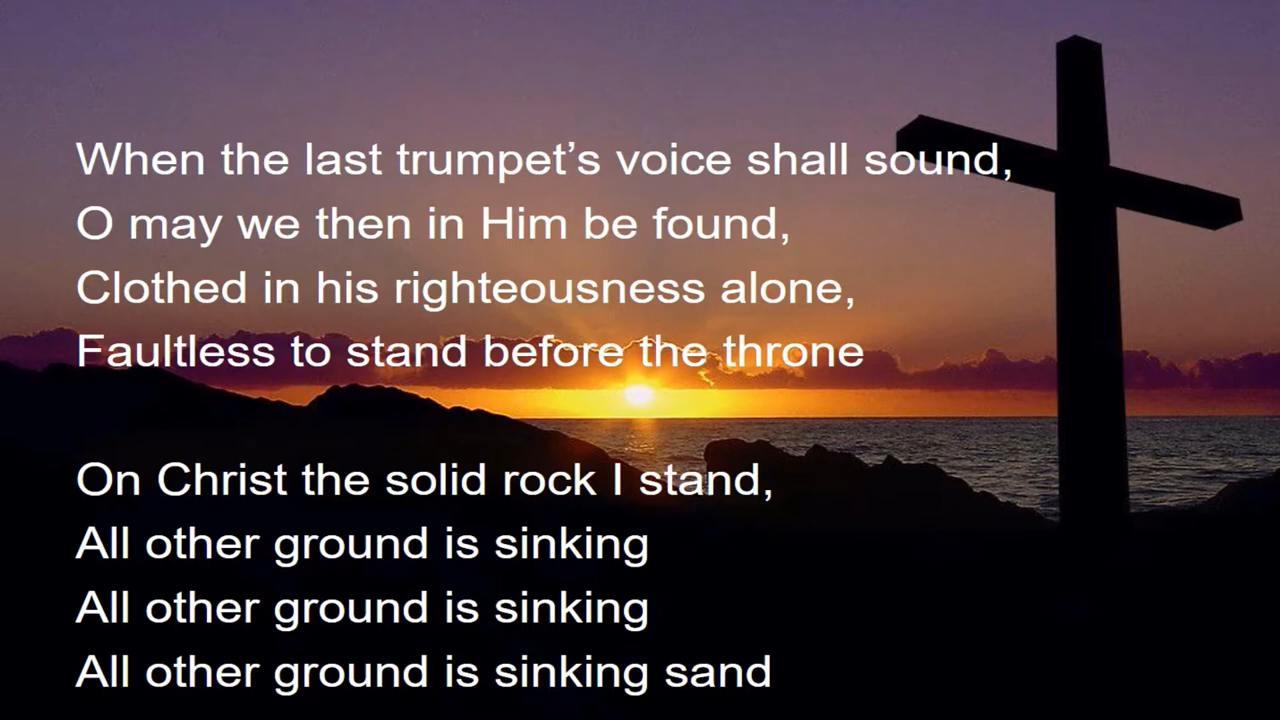 When the last trumpet’s voice shall sound,
O may we then in Him be found,
Clothed in his righteousness alone,
Faultless to stand before the throne
On Christ the solid rock I stand,
All other ground is sinking
All other ground is sinking
All other ground is sinking sand